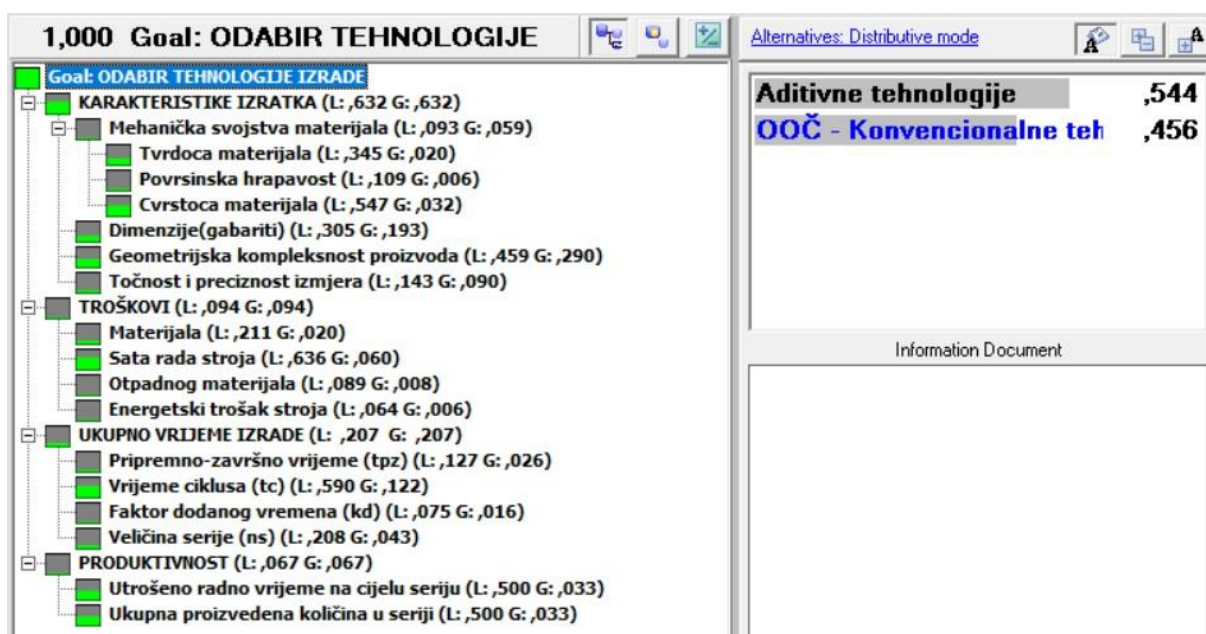 1,000 Goal: ODABIR TEHNOLOGIJE
Goal: ODABIR TEHNOLOGIJE IZRADE
KARAKTERISTIKE IZRATKA (L: ,632 G: ,632)
Mehanička svojstva materijala (L: ,093 G: ,059)
Tvrdoca materijala (L: ,345 G: ,020)
Povrsinska hrapavost (L: ,109 G: ,006)
Cvrstoca materijala (L: ,547 G: ,032)
Dimenzije(gabariti) (L: ,305 G: ,193)
Geometrijska kompleksnost proizvoda (L: ,459 G: ,290)
Točnost i preciznost izmjera (L: ,143 G: ,090)
TROŠKOVI (L: ,094 G: ,094)
Materijala (L: ,211 G: ,020)
Sata rada stroja (L: ,636 G: ,060)
Otpadnog materijala (L: ,089 G: ,008)
Energetski trošak stroja (L: ,064 G: ,006)
UKUPNO VRIJEME IZRADE (L: ,207 G: ,207)
Pripremno-završno vrijeme (tpz) (L: ,127 G: ,026)
Vrijeme ciklusa (tc) (L: ,590 G: ,122)
Faktor dodanog vremena (kd) (L: ,075 G: ,016)
Veličina serije (ns) (L: ,208 G: ,043)
PRODUKTIVNOST (L: ,067 G: ,067)
Utrošeno radno vrijeme na cijelu seriju (L: ,500 G: ,033)
Ukupna proizvedena količina u seriji (L: ,500 G: ,033)
Alternatives: Distributive mode
A
A
Aditivne tehnologije ,544
OOČ - Konvencionalne teh ,456
Information Document